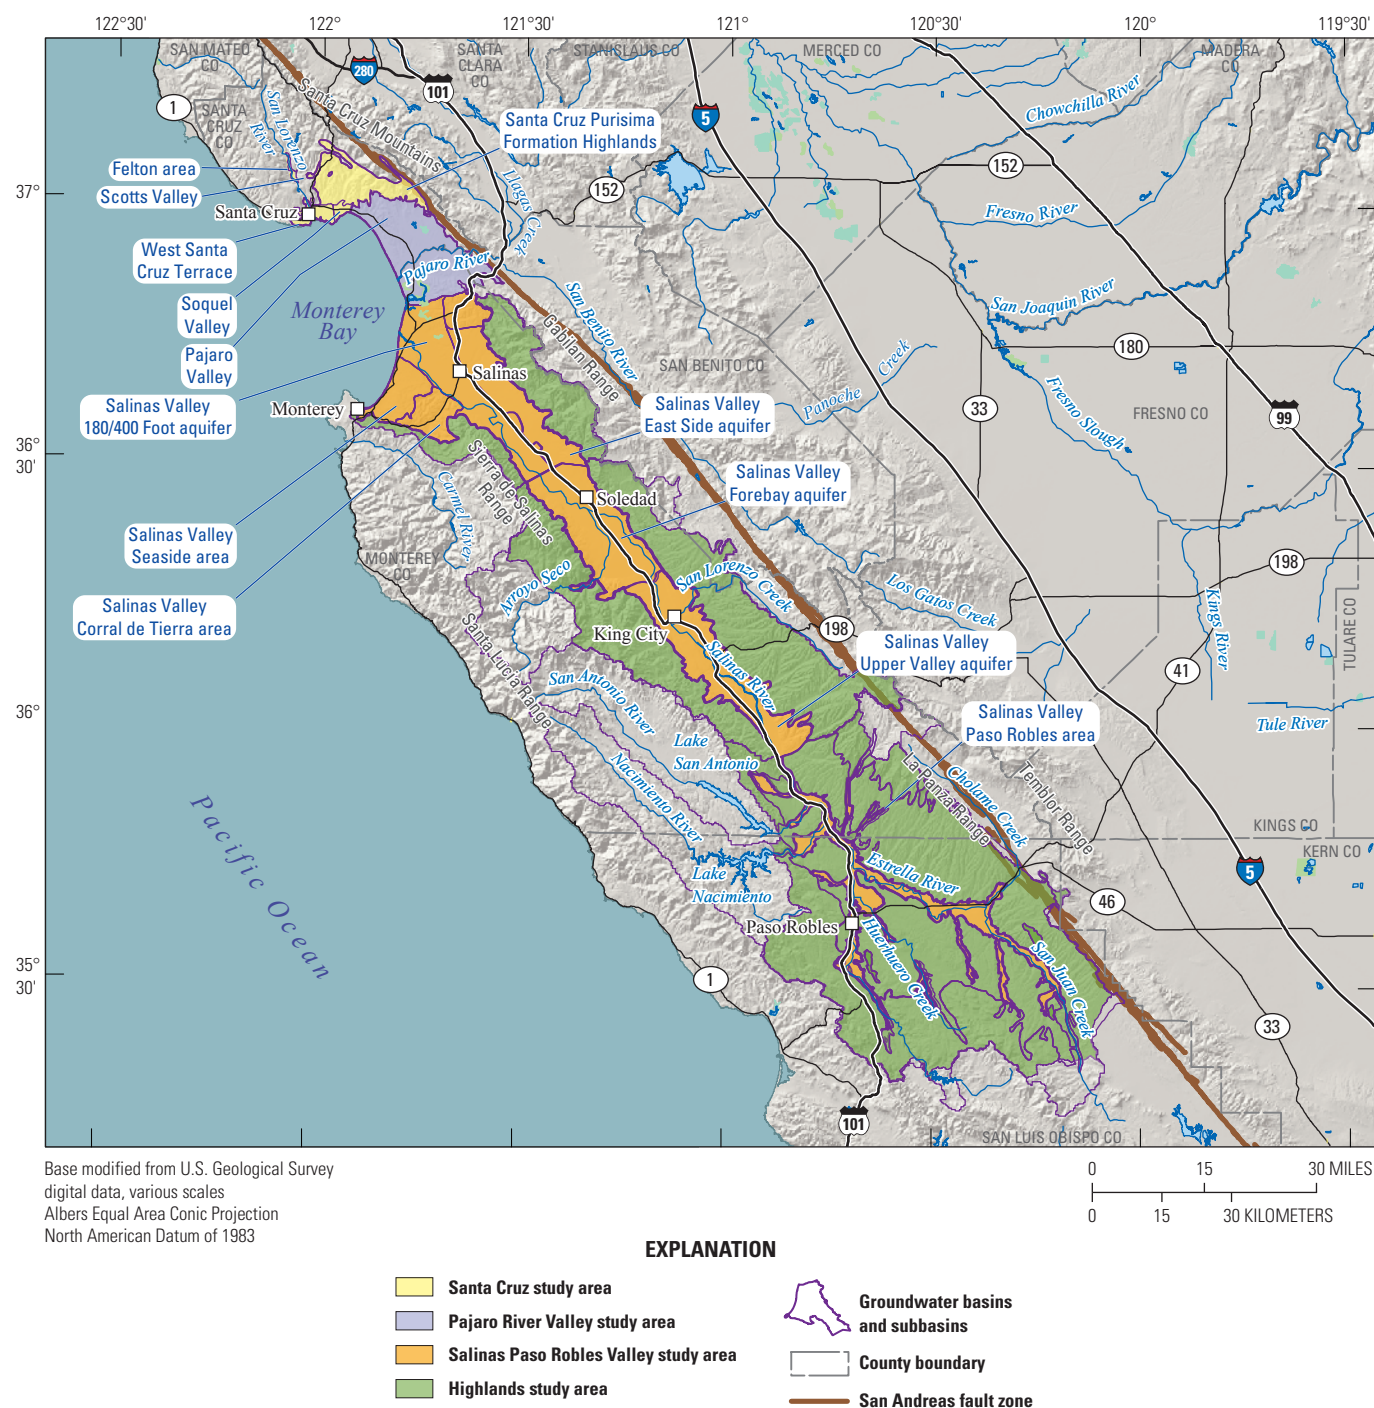 122°30'
122°
121°30'
121°
120°30'
120°
119°30'
SAN MATEO
CO
SANTA
CLARA
CO
STANISLAUS CO
MERCED CO
MADERA
CO
280
101
1
5
SANTA
CRUZ
CO
San Lorenzo
River
Santa Cruz Mountains
Santa Cruz Purisima
Formation Highlands
Chowchilla River
152
152
Felton area
Scotts Valley
37°
Santa Cruz
Llagas Creek
Fresno River
West Santa
Cruz Terrace
Pajaro River
Soquel
Valley
Monterey
Bay
San Benito River
San Joaquin River
Gabilan Range
Pajaro
Valley
SAN BENITO CO
Panoche Creek
180
Salinas
Salinas Valley
180/400 Foot aquifer
Monterey
Salinas Valley
East Side aquifer
33
Fresno Slough
FRESNO CO
99
36°
30'
Sierra de Salinas
Range
Salinas Valley
Forebay aquifer
Carmel River
Soledad
Salinas Valley
Seaside area
MONTEREY
CO
Arroyo Seco
San Lorenzo Creek
Los Gatos Creek
198
Kings River
TULARE CO
Salinas Valley
Corral de Tierra area
King City
198
Salinas Valley
Upper Valley aquifer
Santa Lucia Range
Salinas River
41
San Antonio River
36°
Salinas Valley
Paso Robles area
Tule River
Lake
San Antonio
Nacimiento River
La Panza Range
Cholame Creek
Temblor Range
Pacific Ocean
KINGS CO
KERN CO
Estrella River
5
Lake
Nacimiento
46
Paso Robles
Huerhuero Creek
San Juan Creek
35°
30'
1
33
101
SAN LUIS OBISPO CO
Base modified from U.S. Geological Survey
digital data, various scales
Albers Equal Area Conic Projection
North American Datum of 1983
0 15 30 MILES
0 15 30 KILOMETERS
EXPLANATION
Santa Cruz study area
Pajaro River Valley study area
Salinas Paso Robles Valley study area
Highlands study area
Groundwater basins
and subbasins
County boundary
San Andreas fault zone